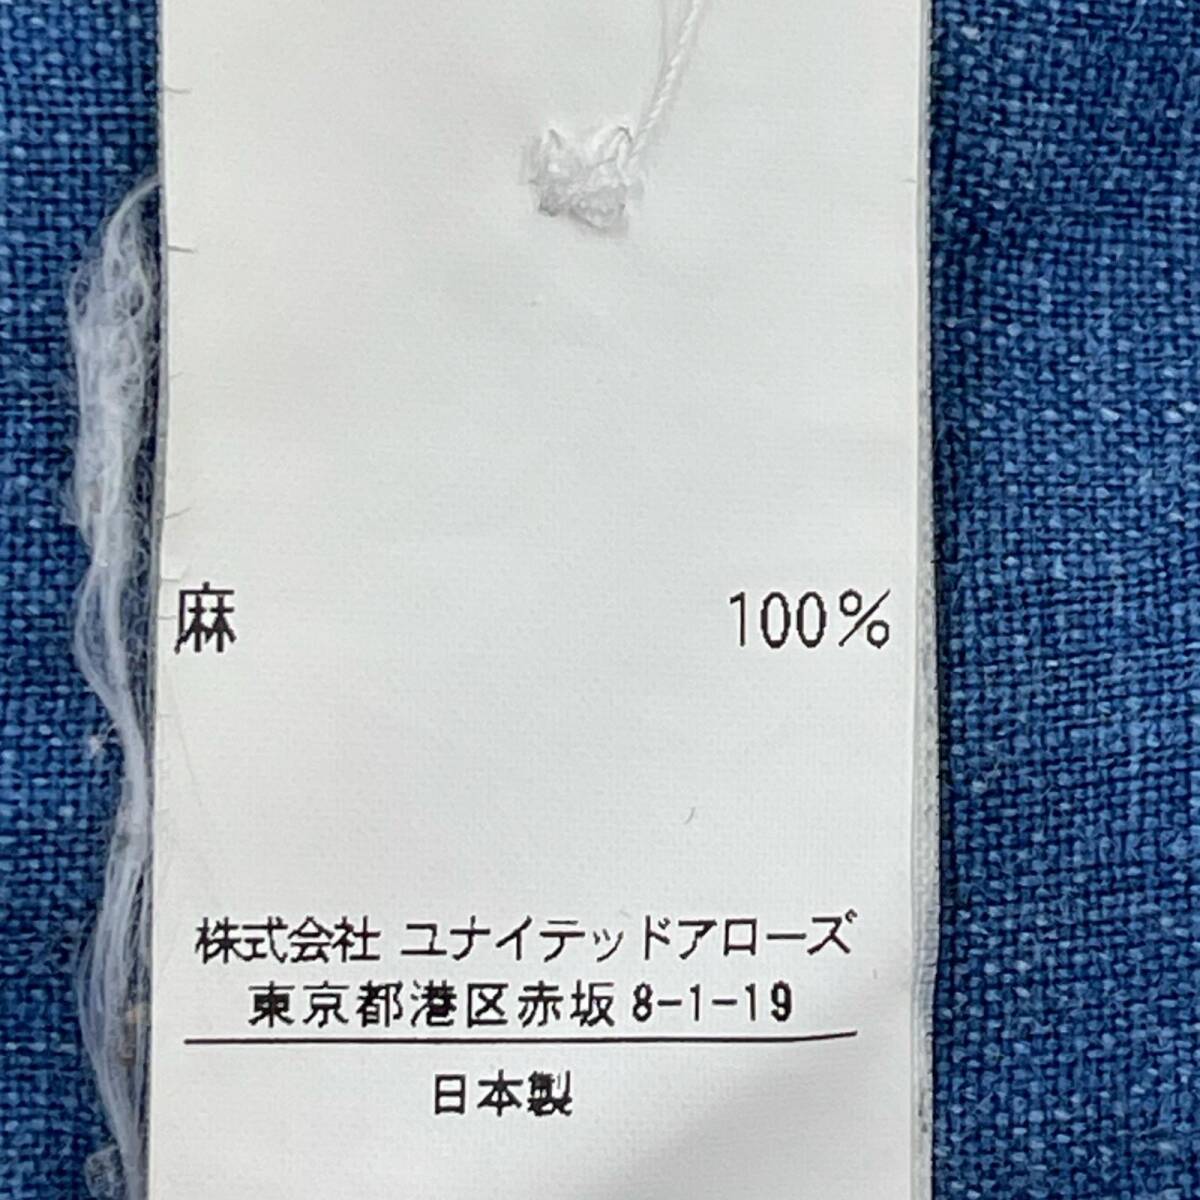 麻 100%
株式会社 ユナイテッドアローズ
東京都港区赤坂 8-1-19
日本製